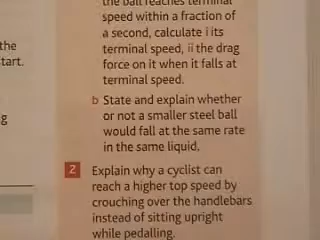 the ball reaches terminal
speed within a fraction of
a second, calculate i its
terminal speed, ii the drag
force on it when it falls at
terminal speed.
b State and explain whether
or not a smaller steel ball
would fall at the same rate
in the same liquid.
2 Explain why a cyclist can
reach a higher top speed by
crouching over the handlebars
instead of sitting upright
while pedalling.
the
tart.
g